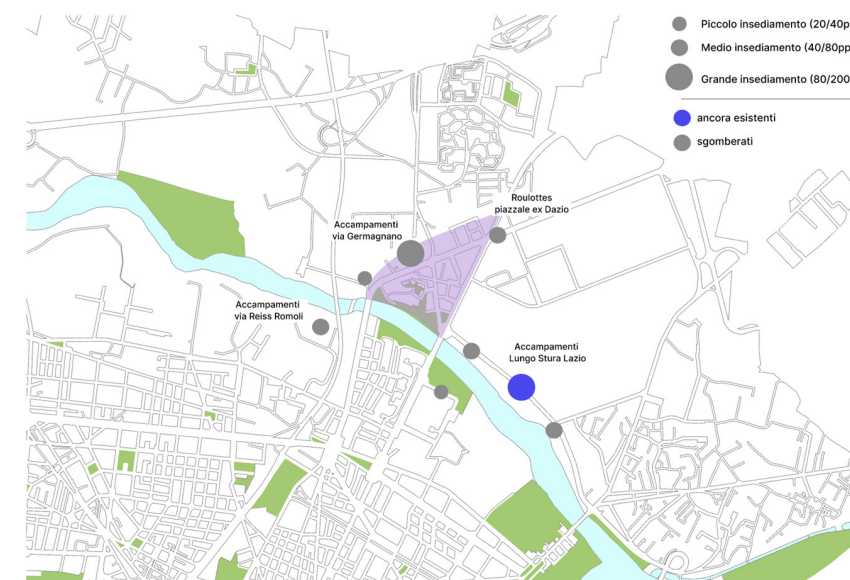 Piccolo insediamento (20/40p
Medio insediamento (40/80pp
Grande insediamento (80/200
ancora esistenti
sgomberati
Roulottes
piazzale ex Dazio
Accampamenti
via Germagnano
Accampamenti
via Reiss Romoli
Accampamenti
Lungo Stura Lazio